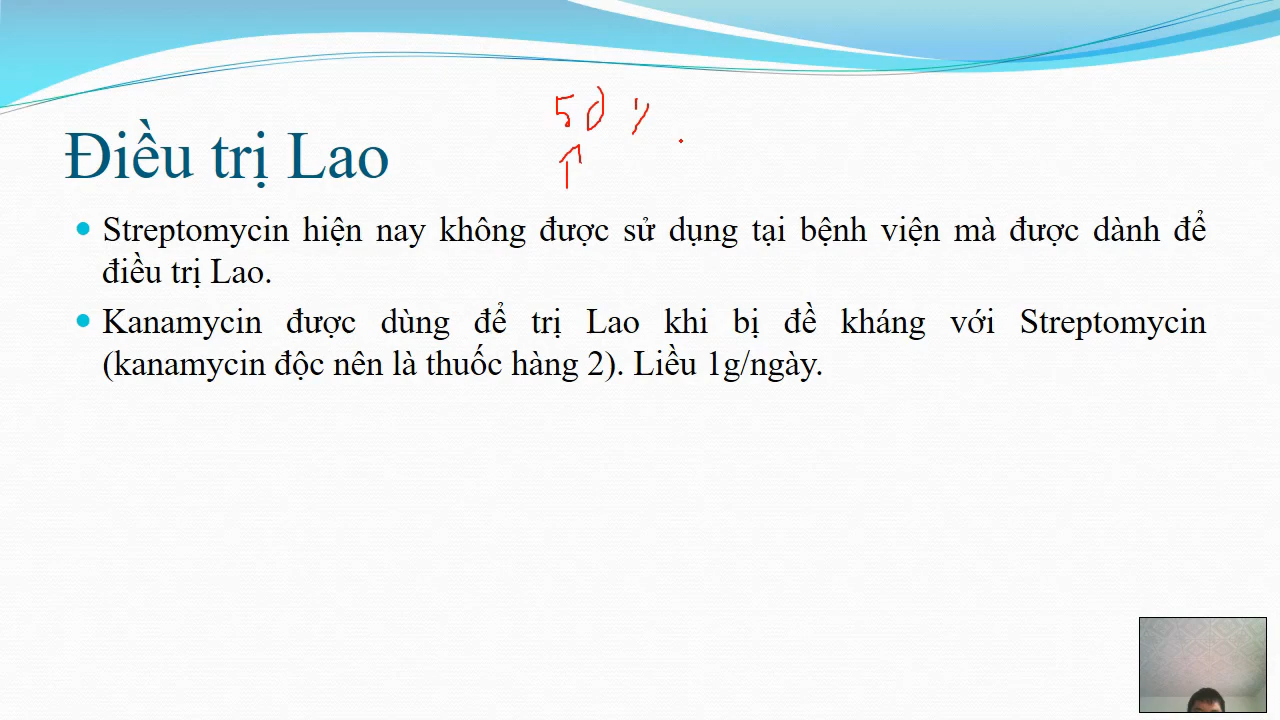 50 %
Điều trị Lao
Streptomycin hiện nay không được sử dụng tại bệnh viện mà được dành để
điều trị Lao.
Kanamycin được dùng để trị Lao khi bị đề kháng với Streptomycin
(kanamycin độc nên là thuốc hàng 2). Liều 1g/ngày.